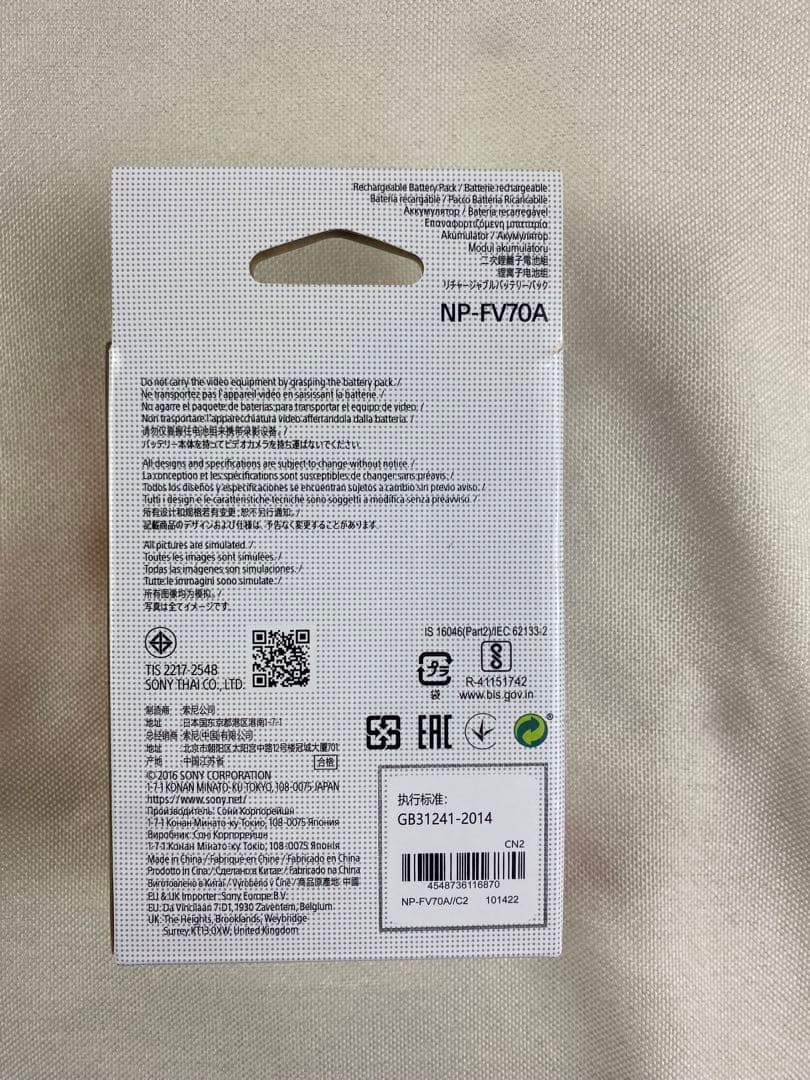 Rechargeable Battery Pack / Batterie rechargeable
Batería recargable / Pacco Batteria Ricaricabile
Аккумулятор / Bateria recarregável
Επαναφορτιζόμενη μπαταρία
Akumulátor / Акумулятор
Modul akumulátoru
二次鋰離子電池組
锂离子电池组
リチャージャブルバッテリーパック
NP-FV70A
Do not carry the video equipment by grasping the battery pack. /
Ne transportez pas l'appareil vidéo en saisissant la batterie. /
No agarre el paquete de baterías para transportar el equipo de video. /
Non trasportare l'apparecchiatura video afferrandola dalla batteria. /
请勿仅靠握住电池组来携带录影设备。/
バッテリー本体を持ってビデオカメラを持ち運ばないでください。
All designs and specifications are subject to change without notice. /
La conception et les spécifications sont susceptibles de changer sans préavis. /
Todos los diseños y especificaciones se encuentran sujetos a cambio sin previo aviso. /
Tutti i design e le caratteristiche tecniche sono soggetti a modifica senza preavviso. /
所有设计和规格若有变更,恕不另行通知。/
記載商品のデザインおよび仕様は、予告なく変更することがあります。
All pictures are simulated. /
Toutes les images sont simulées. /
Todas las imágenes son simulaciones. /
Tutte le immagini sono simulate. /
所有图像均为模拟。/
写真は全てイメージです。
IS 16046(Part2)/IEC 62133-2
TIS 2217-2548
SONY THAI CO., LTD.
プラ
袋
R-41151742
www.bis.gov.in
EAC
制造商 : 索尼公司
地址 : 日本国东京都港区港南1-7-1
总经销商 : 索尼(中国)有限公司
地址 : 北京市朝阳区太阳宫中路12号楼冠城大厦701
产地 : 中国江苏省
合格
©2016 SONY CORPORATION
1-7-1 KONAN MINATO-KU TOKYO, 108-0075 JAPAN
https://www.sony.net/
Производитель: Сони Корпорейшн
1-7-1 Конан Минато-ку Токио, 108-0075 Япония
Виробник: Соні Корпорейшн
1-7-1 Конан Мінато-ку Токіо, 108-0075 Японія
Made in China / Fabriqué en Chine / Fabricado en China
Prodotto in Cina / Сделано в Китае / Fabricado na China
Виготовлено в Китаї / Vyrobeno v Číně / 商品原產地: 中國
EU & UK Importer: Sony Europe B.V.
EU: Da Vincilaan 7-D1, 1930 Zaventem, Belgium.
UK: The Heights, Brooklands, Weybridge
Surrey KT13 0XW, United Kingdom
执行标准:
GB31241-2014
CN2
4548736116870
NP-FV70A//C2 101422